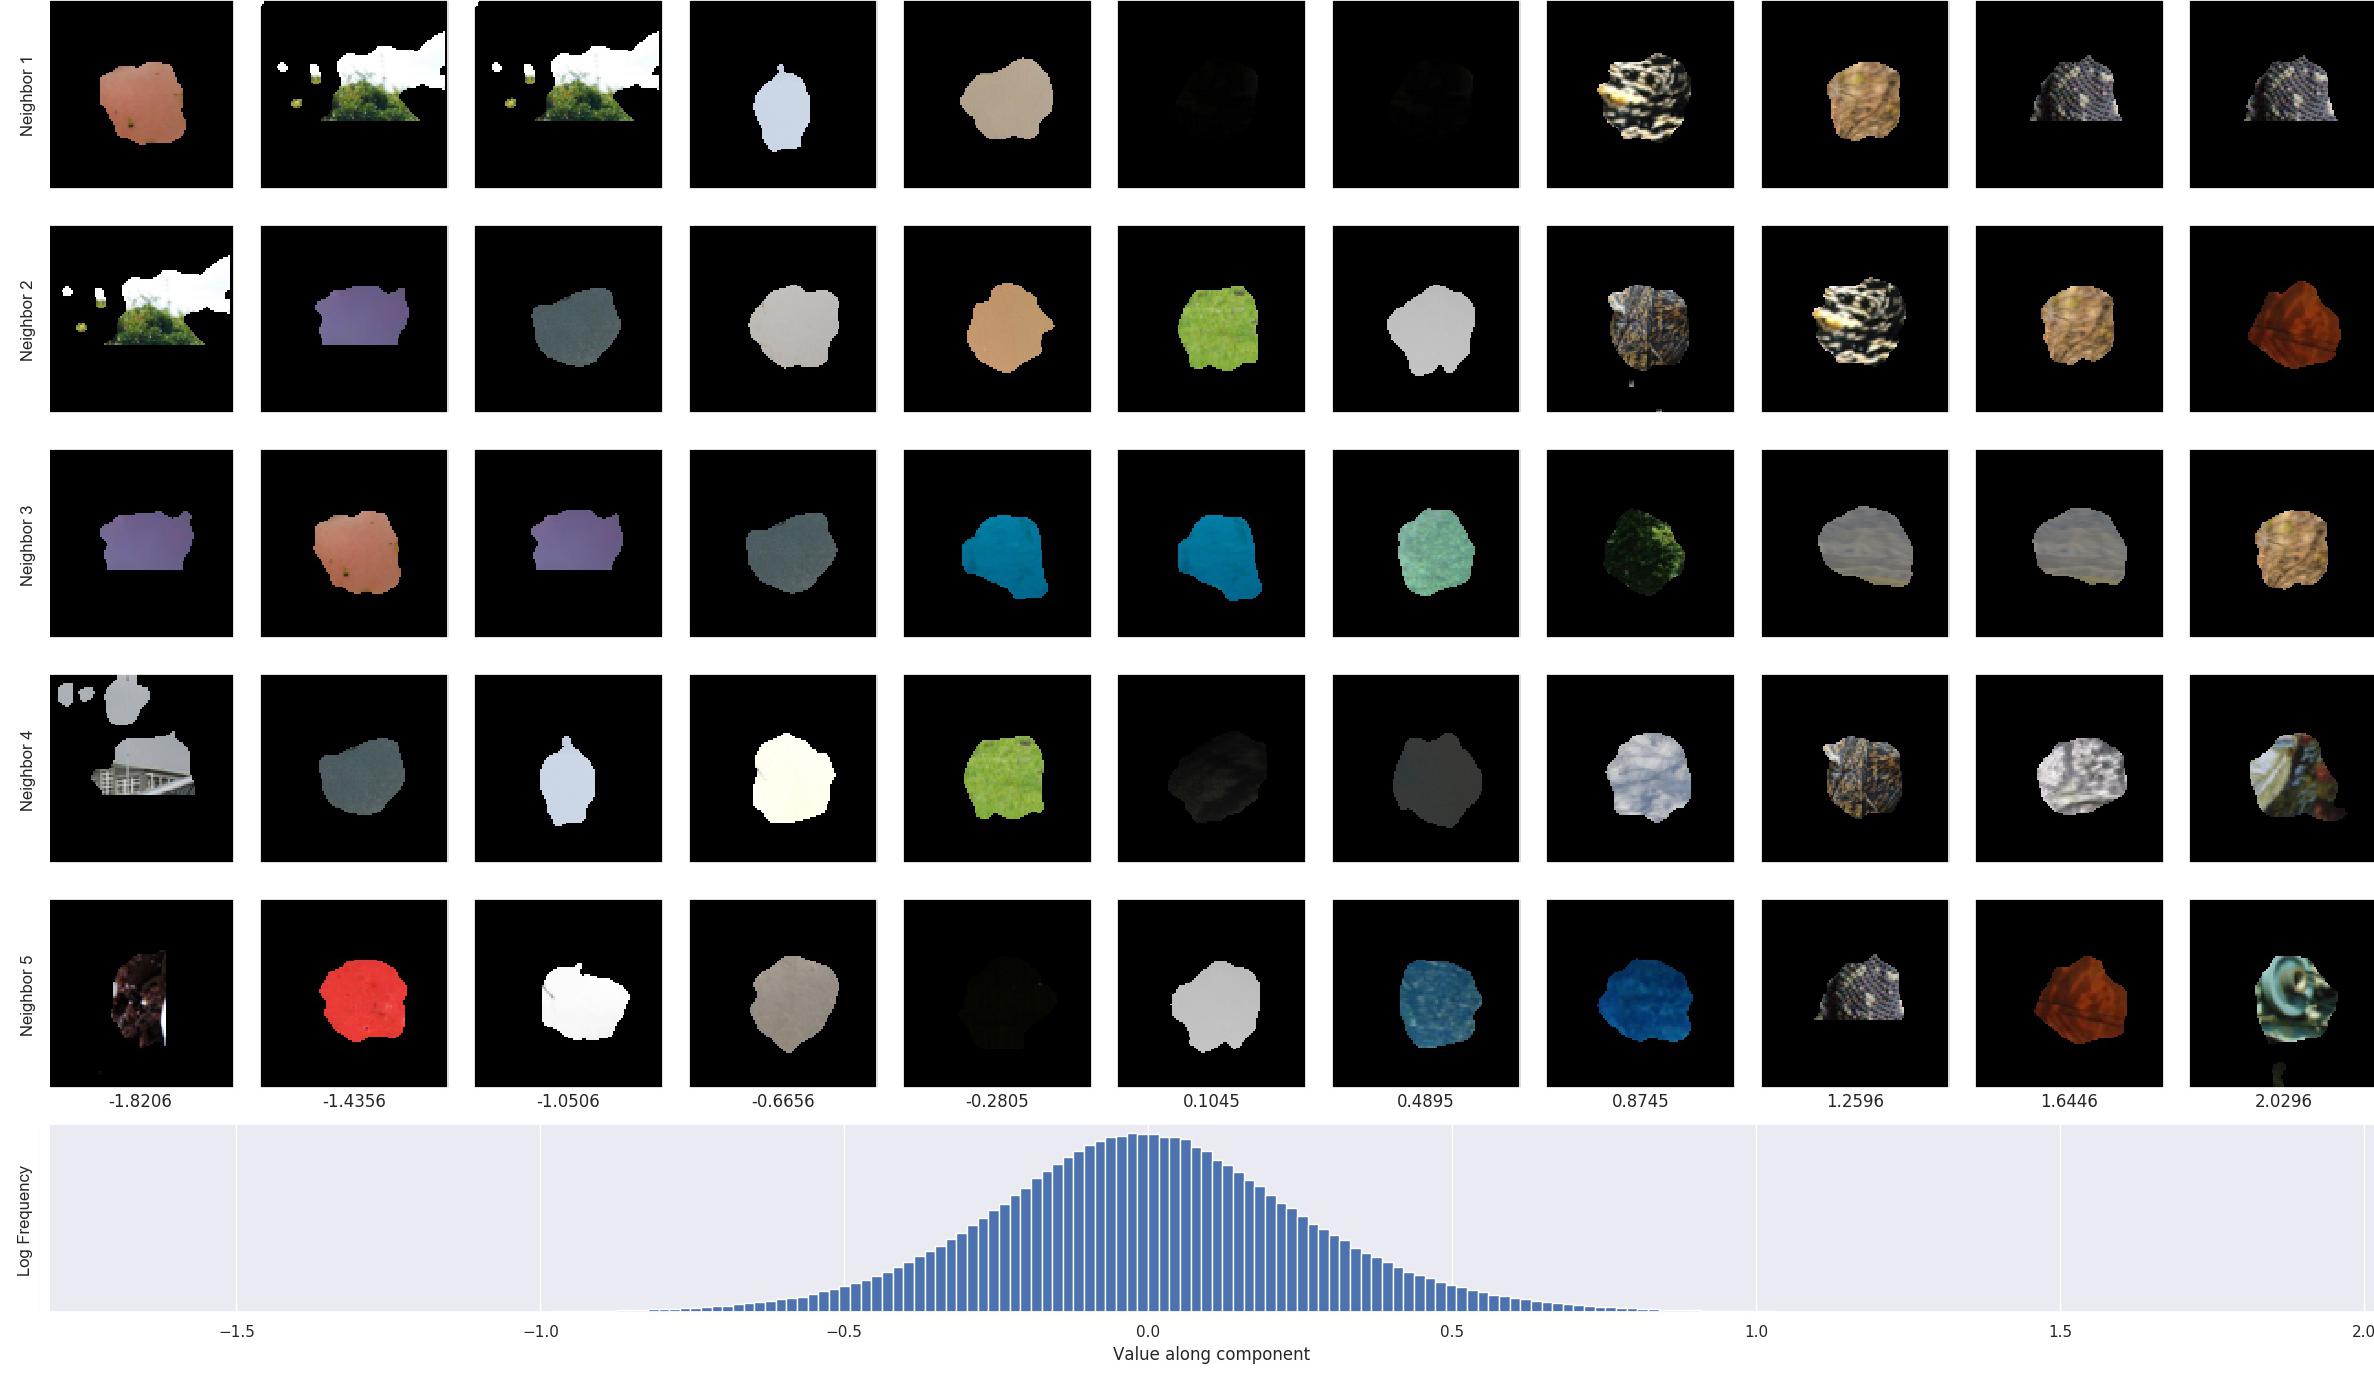 Neighbor 1
Neighbor 2
Neighbor 3
Neighbor 4
Neighbor 5
-1.8206 -1.4356 -1.0506 -0.6656 -0.2805 0.1045 0.4895 0.8745 1.2596 1.6446 2.0296
Log Frequency
−1.5 −1.0 −0.5 0.0 0.5 1.0 1.5 2.0
Value along component